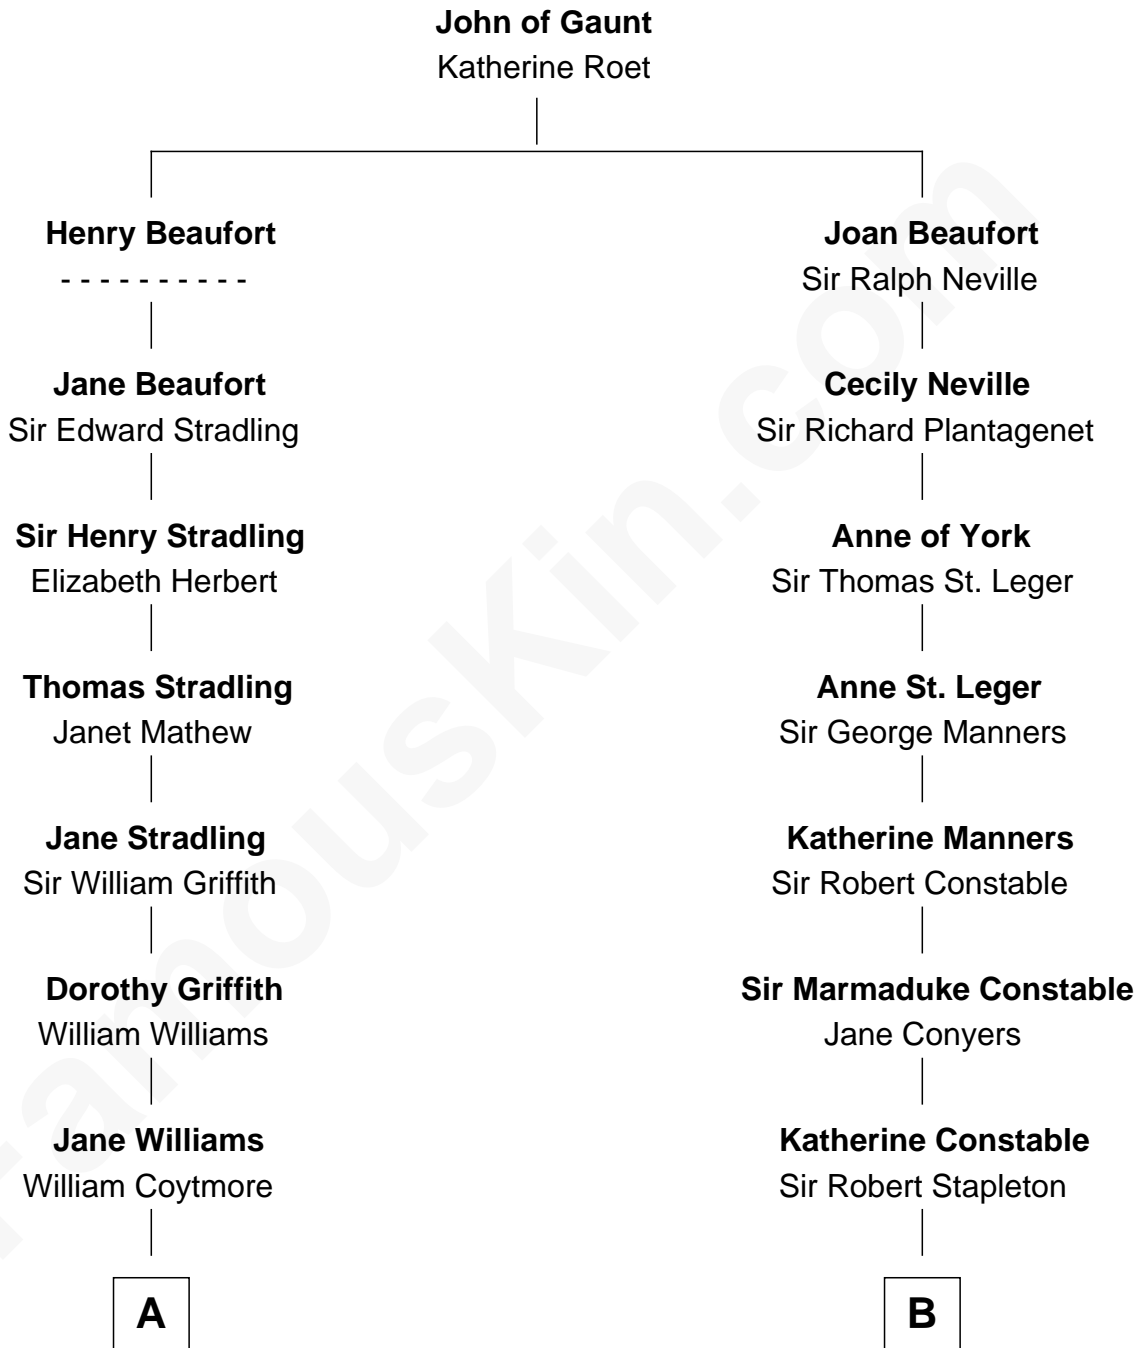 John of Gaunt
Katherine Roet
Henry Beaufort
- - - - - - - - - -
Jane Beaufort
Sir Edward Stradling
Sir Henry Stradling
Elizabeth Herbert
Thomas Stradling
Janet Mathew
Jane Stradling
Sir William Griffith
Dorothy Griffith
William Williams
Jane Williams
William Coytmore
A
Joan Beaufort
Sir Ralph Neville
Cecily Neville
Sir Richard Plantagenet
Anne of York
Sir Thomas St. Leger
Anne St. Leger
Sir George Manners
Katherine Manners
Sir Robert Constable
Sir Marmaduke Constable
Jane Conyers
Katherine Constable
Sir Robert Stapleton
B
FamousKin.com